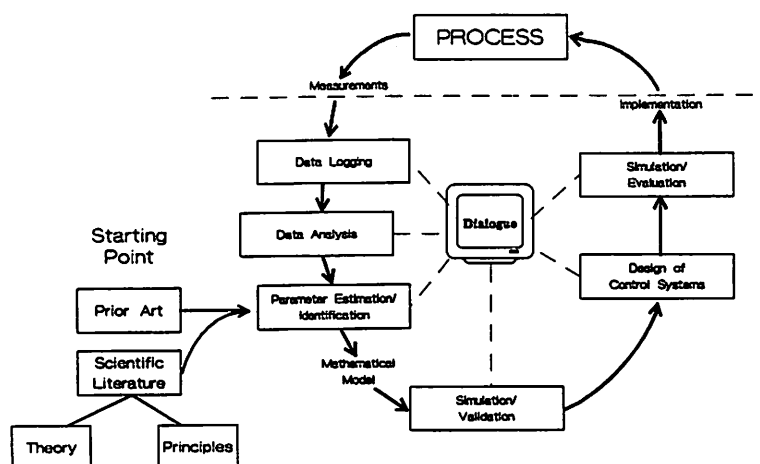 PROCESS
Measurements
Implementation
Data Logging
Simulation/
Evaluation
Dialogue
Data Analysis
Starting
Point
Design of
Control Systems
Prior Art
Parameter Estimation/
Identification
Scientific
Literature
Mathematical
Model
Simulation/
Validation
Theory
Principles